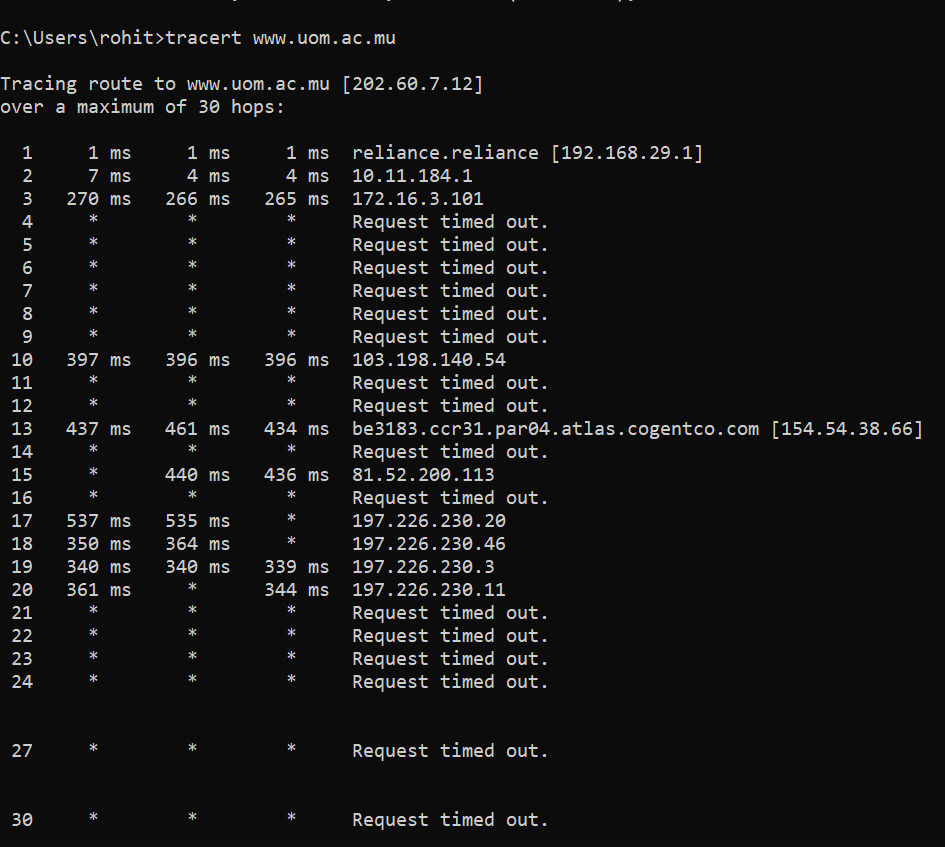 C:\Users\rohit>tracert www.uom.ac.mu
Tracing route to www.uom.ac.mu [202.60.7.12]
over a maximum of 30 hops:
1 1 ms 1 ms 1 ms reliance.reliance [192.168.29.1]
2 7 ms 4 ms 4 ms 10.11.184.1
3 270 ms 266 ms 265 ms 172.16.3.101
4 * * * Request timed out.
5 * * * Request timed out.
6 * * * Request timed out.
7 * * * Request timed out.
8 * * * Request timed out.
9 * * * Request timed out.
10 397 ms 396 ms 396 ms 103.198.140.54
11 * * * Request timed out.
12 * * * Request timed out.
13 437 ms 461 ms 434 ms be3183.ccr31.par04.atlas.cogentco.com [154.54.38.66]
14 * * * Request timed out.
15 * 440 ms 436 ms 81.52.200.113
16 * * * Request timed out.
17 537 ms 535 ms * 197.226.230.20
18 350 ms 364 ms * 197.226.230.46
19 340 ms 340 ms 339 ms 197.226.230.3
20 361 ms * 344 ms 197.226.230.11
21 * * * Request timed out.
22 * * * Request timed out.
23 * * * Request timed out.
24 * * * Request timed out.
27 * * * Request timed out.
30 * * * Request timed out.